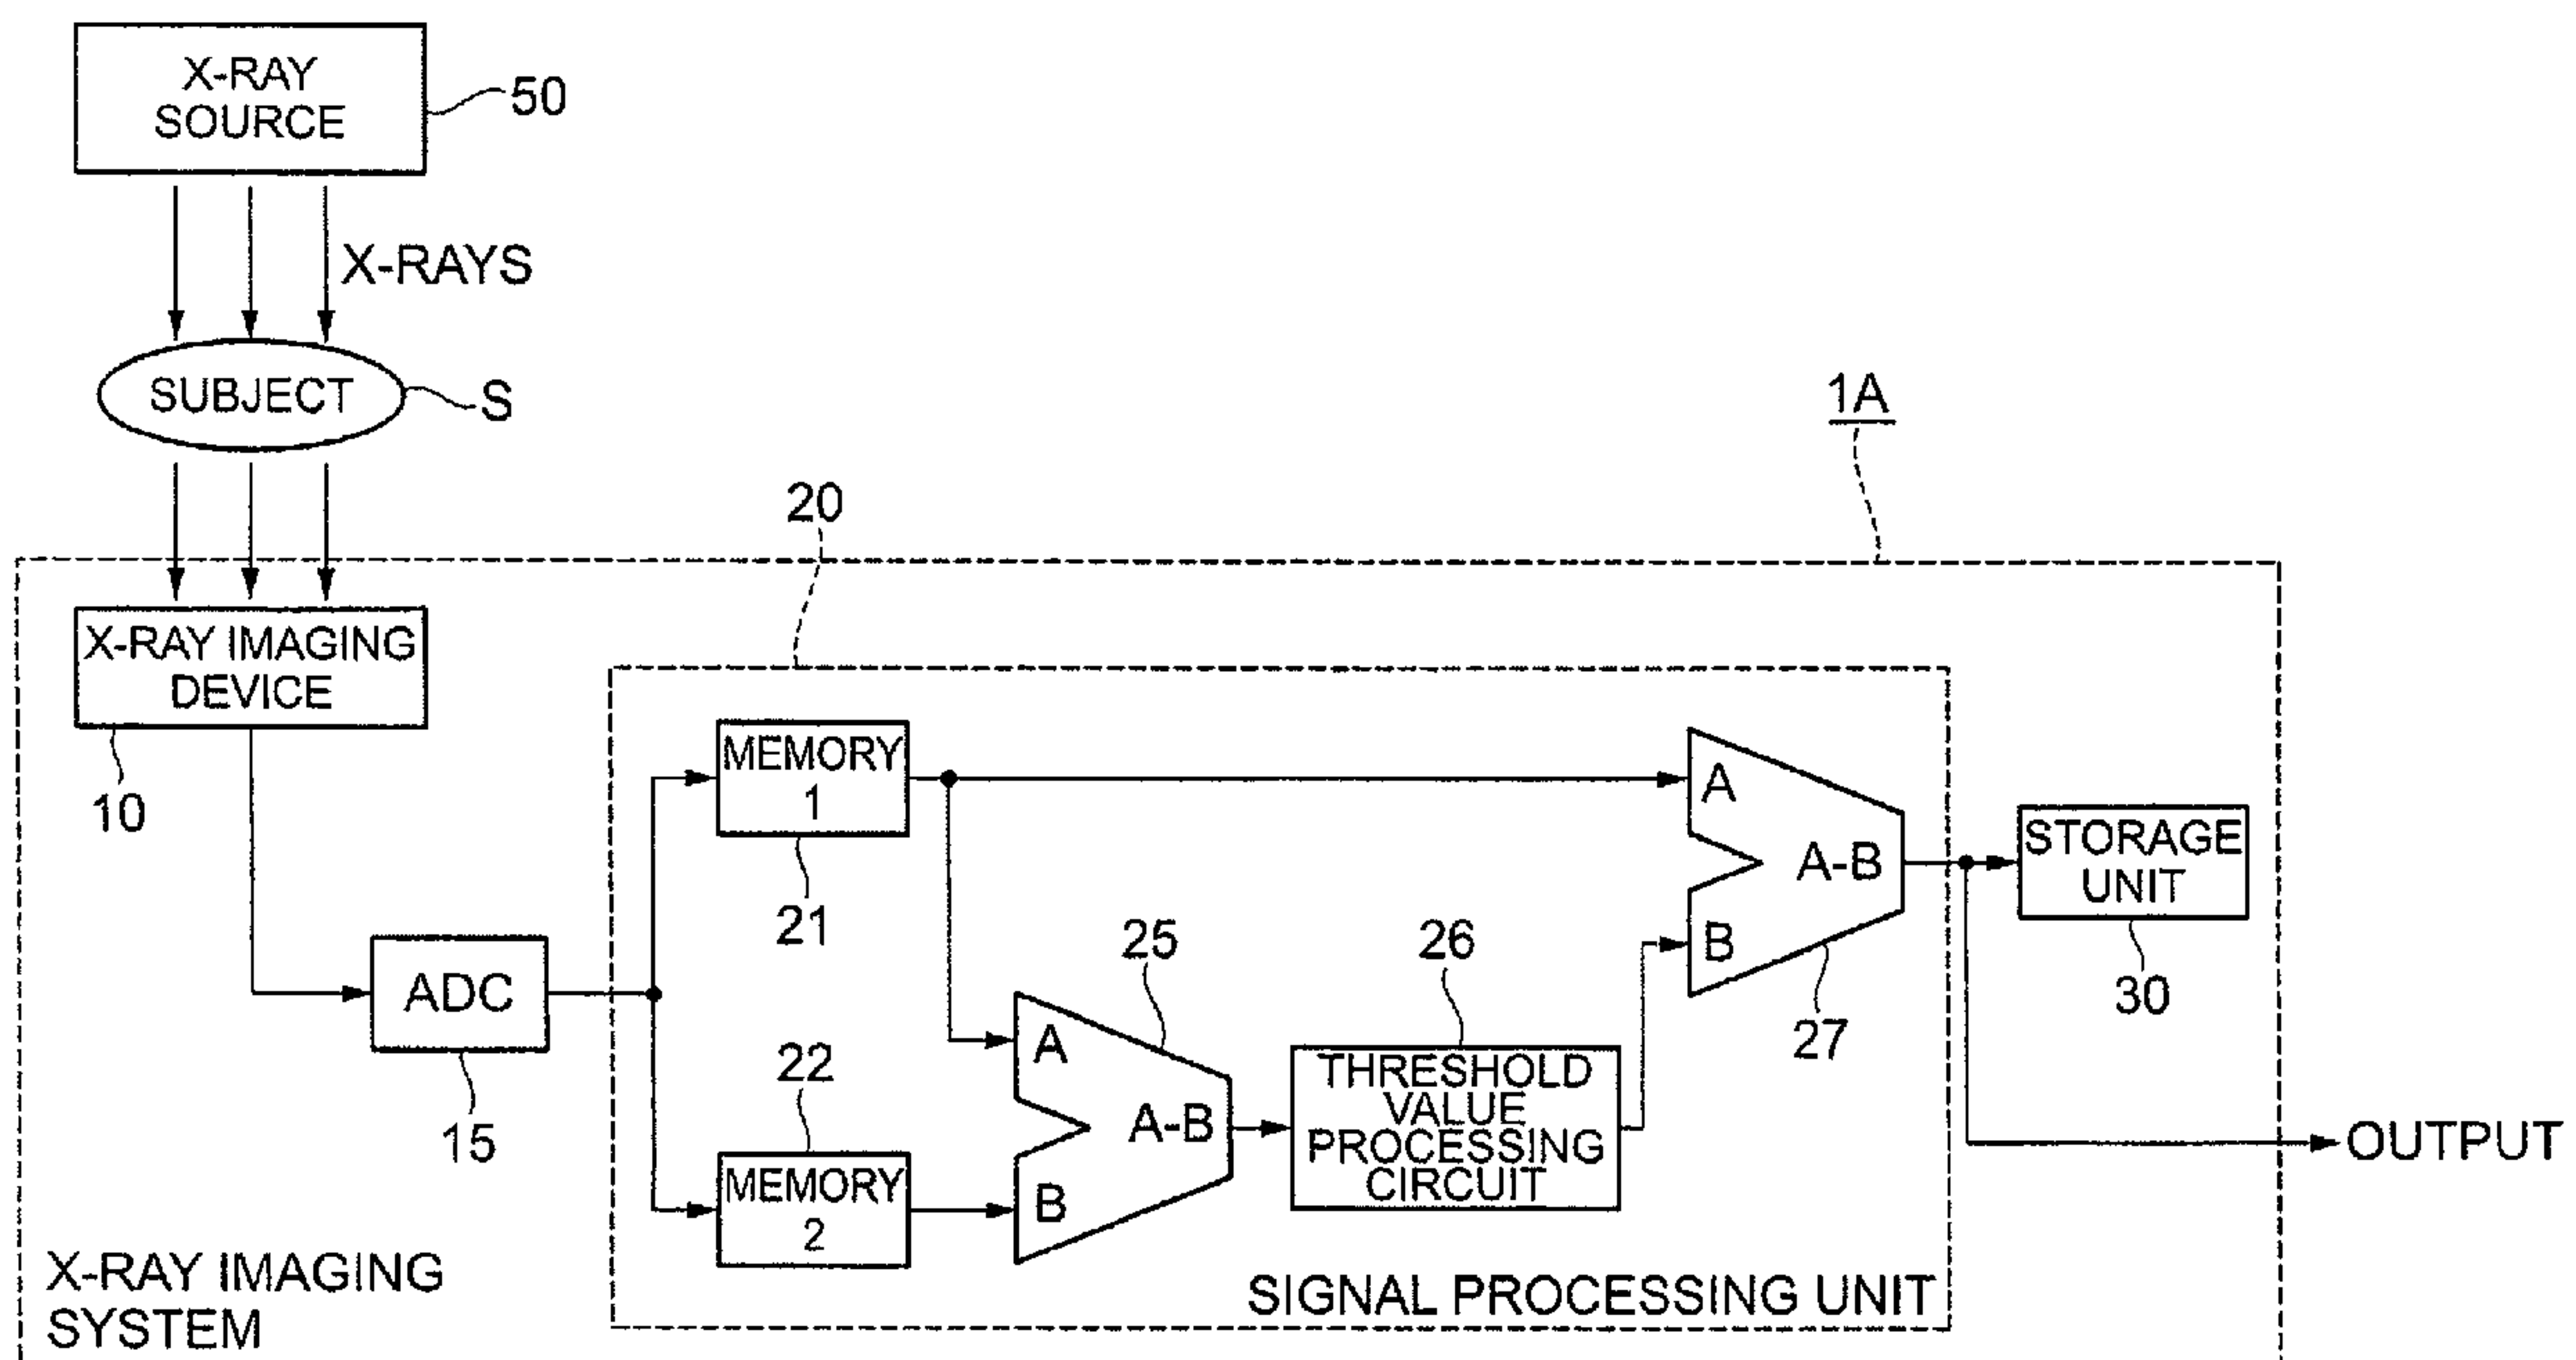 X-RAY
SOURCE
50
X-RAYS
SUBJECT
S
1A
20
X-RAY IMAGING
DEVICE
10
MEMORY
1
21
A
A-B
B
27
STORAGE
UNIT
30
ADC
15
25
26
22
A
A-B
B
THRESHOLD
VALUE
PROCESSING
CIRCUIT
MEMORY
2
OUTPUT
X-RAY IMAGING
SYSTEM
SIGNAL PROCESSING UNIT